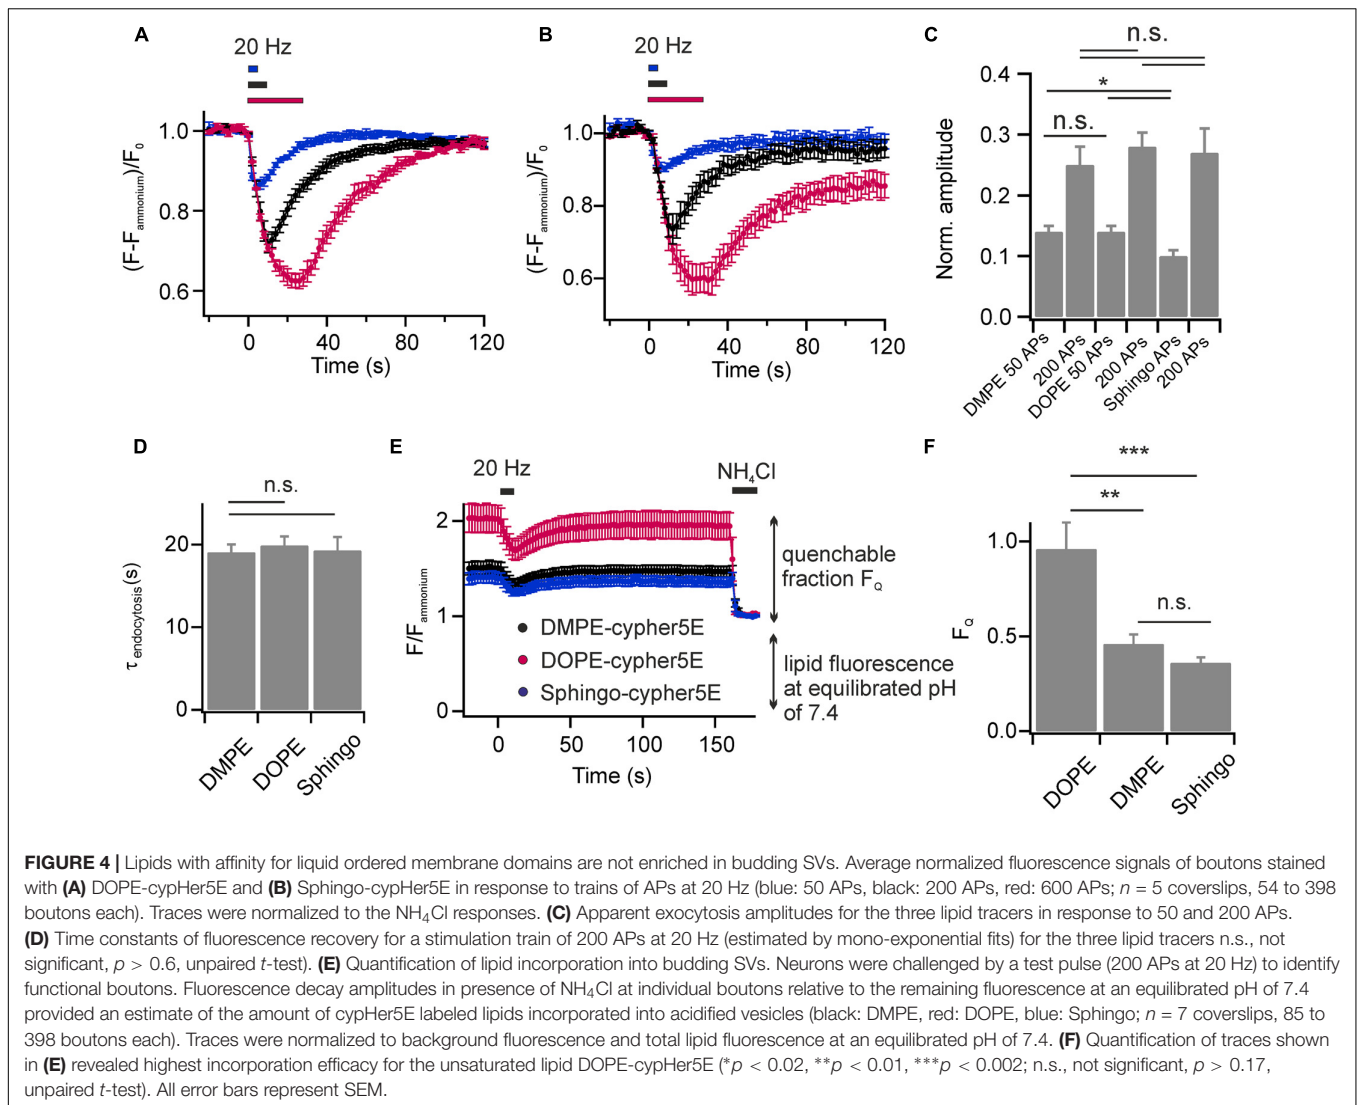 A
20 Hz
(F-Fammonium)/F0
1.0
0.8
0.6
0
40
80
120
Time (s)
B
20 Hz
(F-Fammonium)/F0
1.0
0.8
0.6
0
40
80
120
Time (s)
C
n.s.
*
n.s.
Norm. amplitude
0.4
0.3
0.2
0.1
0.0
DMPE 50 APs
200 APs
DOPE 50 APs
200 APs
Sphingo APs
200 APs
D
n.s.
τ endocytosis (s)
20
10
0
DMPE
DOPE
Sphingo
E
20 Hz
NH4Cl
F/Fammonium
2
1
0
quenchable
fraction FQ
DMPE-cypher5E
DOPE-cypher5E
Sphingo-cypher5E
lipid fluorescence
at equilibrated pH
of 7.4
0
50
100
150
Time (s)
F
***
**
n.s.
FQ
1.0
0.5
0.0
DOPE
DMPE
Sphingo
FIGURE 4 | Lipids with affinity for liquid ordered membrane domains are not enriched in budding SVs. Average normalized fluorescence signals of boutons stained
with (A) DOPE-cypHer5E and (B) Sphingo-cypHer5E in response to trains of APs at 20 Hz (blue: 50 APs, black: 200 APs, red: 600 APs; n = 5 coverslips, 54 to 398
boutons each). Traces were normalized to the NH4Cl responses. (C) Apparent exocytosis amplitudes for the three lipid tracers in response to 50 and 200 APs.
(D) Time constants of fluorescence recovery for a stimulation train of 200 APs at 20 Hz (estimated by mono-exponential fits) for the three lipid tracers n.s., not
significant, p > 0.6, unpaired t-test). (E) Quantification of lipid incorporation into budding SVs. Neurons were challenged by a test pulse (200 APs at 20 Hz) to identify
functional boutons. Fluorescence decay amplitudes in presence of NH4Cl at individual boutons relative to the remaining fluorescence at an equilibrated pH of 7.4
provided an estimate of the amount of cypHer5E labeled lipids incorporated into acidified vesicles (black: DMPE, red: DOPE, blue: Sphingo; n = 7 coverslips, 85 to
398 boutons each). Traces were normalized to background fluorescence and total lipid fluorescence at an equilibrated pH of 7.4. (F) Quantification of traces shown
in (E) revealed highest incorporation efficacy for the unsaturated lipid DOPE-cypHer5E (*p < 0.02, **p < 0.01, ***p < 0.002; n.s., not significant, p > 0.17,
unpaired t-test). All error bars represent SEM.